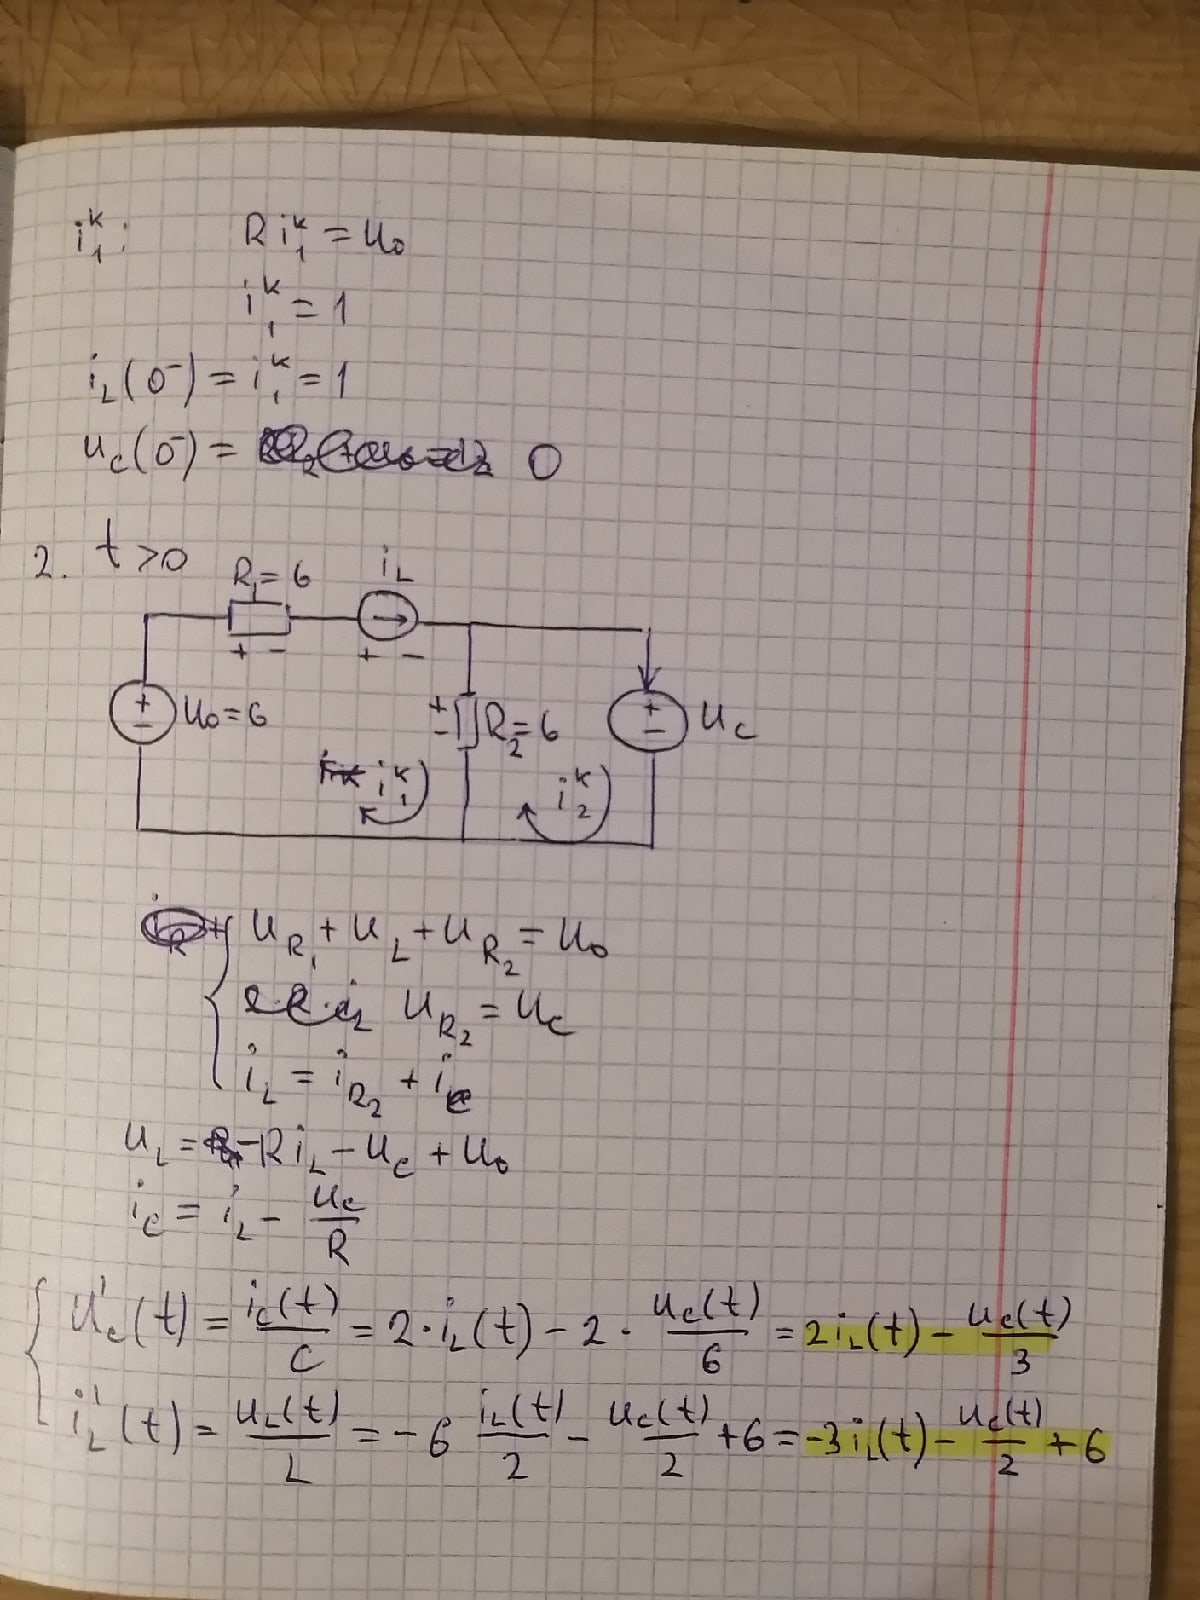 i₁ᵏ: R i₁ᵏ = u₀
i₁ᵏ = 1
i_L(0⁻) = i₁ᵏ = 1
u_c(0⁻) = 0
2. t > 0
R₁ = 6 i_L
+ − + −
+ − u₀ = 6 + − R₂ = 6 + − u_c
i₁ᵏ i₂ᵏ
u_R₁ + u_L + u_R₂ = u₀
u_R₂ = u_c
i_L = i_R₂ + i_c
u_L = −R i_L − u_c + u₀
i_c = i_L − u_c/R
u'_c(t) = i_c(t)/C = 2·i_L(t) − 2·u_c(t)/6 = 2i_L(t) − u_c(t)/3
i'_L(t) = u_L(t)/L = −6 i_L(t)/2 − u_c(t)/2 + 6 = −3i_L(t) − u_c(t)/2 + 6